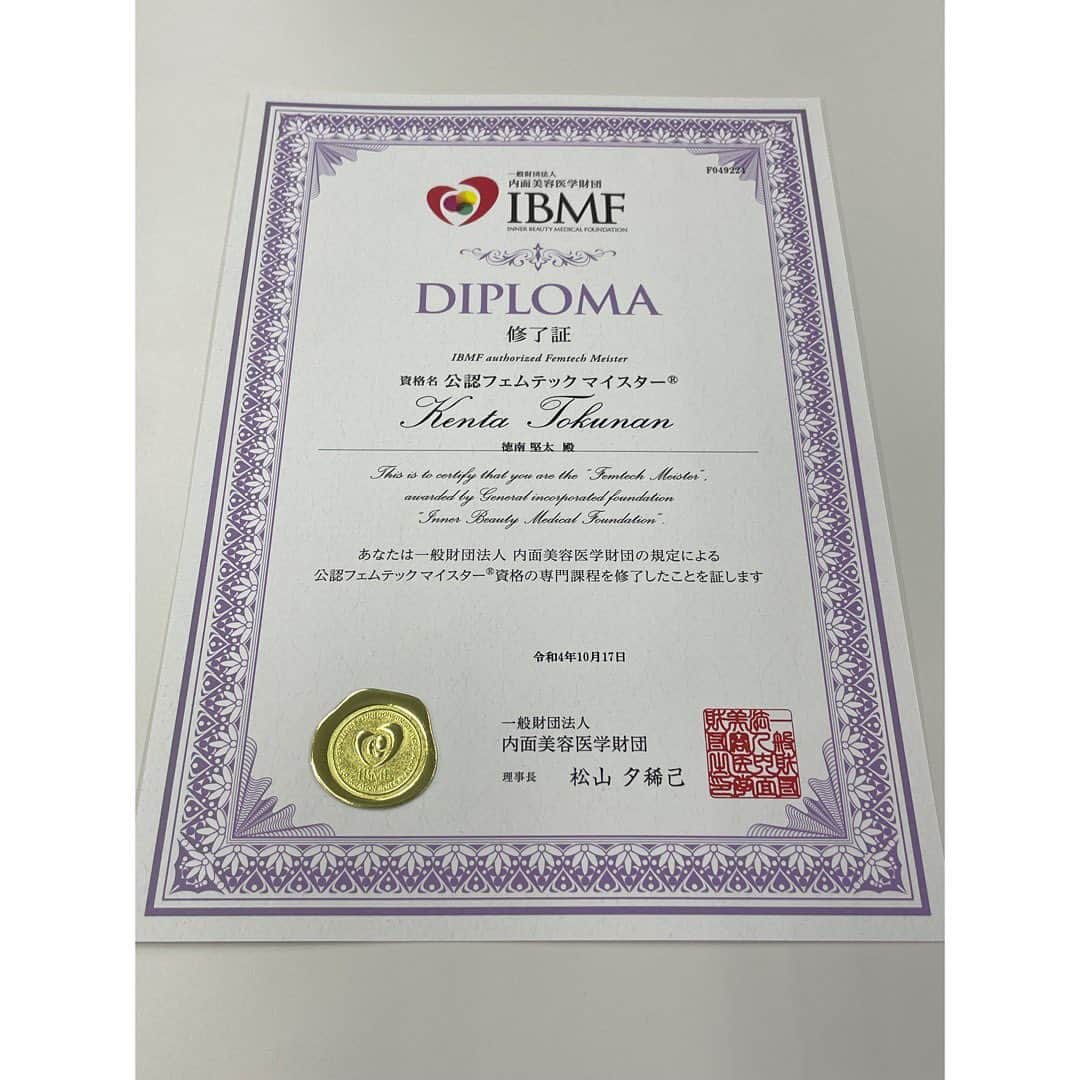 F049224
一般財団法人
内面美容医学財団
IBMF
INNER BEAUTY MEDICAL FOUNDATION
DIPLOMA
修了証
IBMF authorized Femtech Meister
資格名 公認フェムテック マイスター®
Kenta Tokunan
徳南 堅太 殿
This is to certify that you are the "Femtech Meister",
awarded by General incorporated foundation
"Inner Beauty Medical Foundation".
あなたは一般財団法人 内面美容医学財団の規定による
公認フェムテック マイスター®資格の専門課程を修了したことを証します
令和4年10月17日
一般財団法人
内面美容医学財団
理事長 松山 夕稀己
IBMF